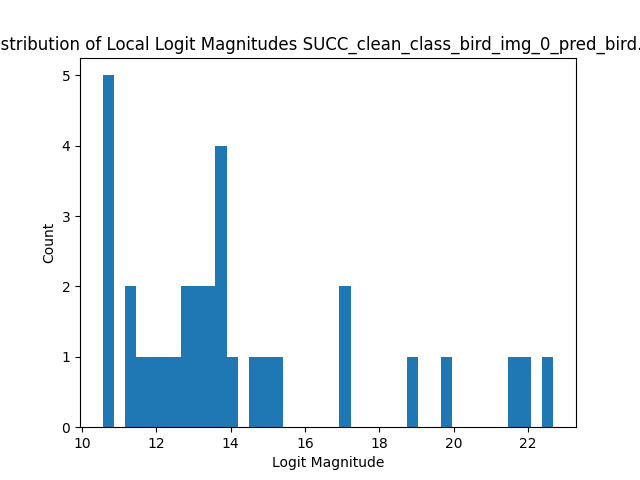 stribution of Local Logit Magnitudes SUCC_clean_class_bird_img_0_pred_bird.
5
4
3
2
1
0
Count
10 12 14 16 18 20 22
Logit Magnitude